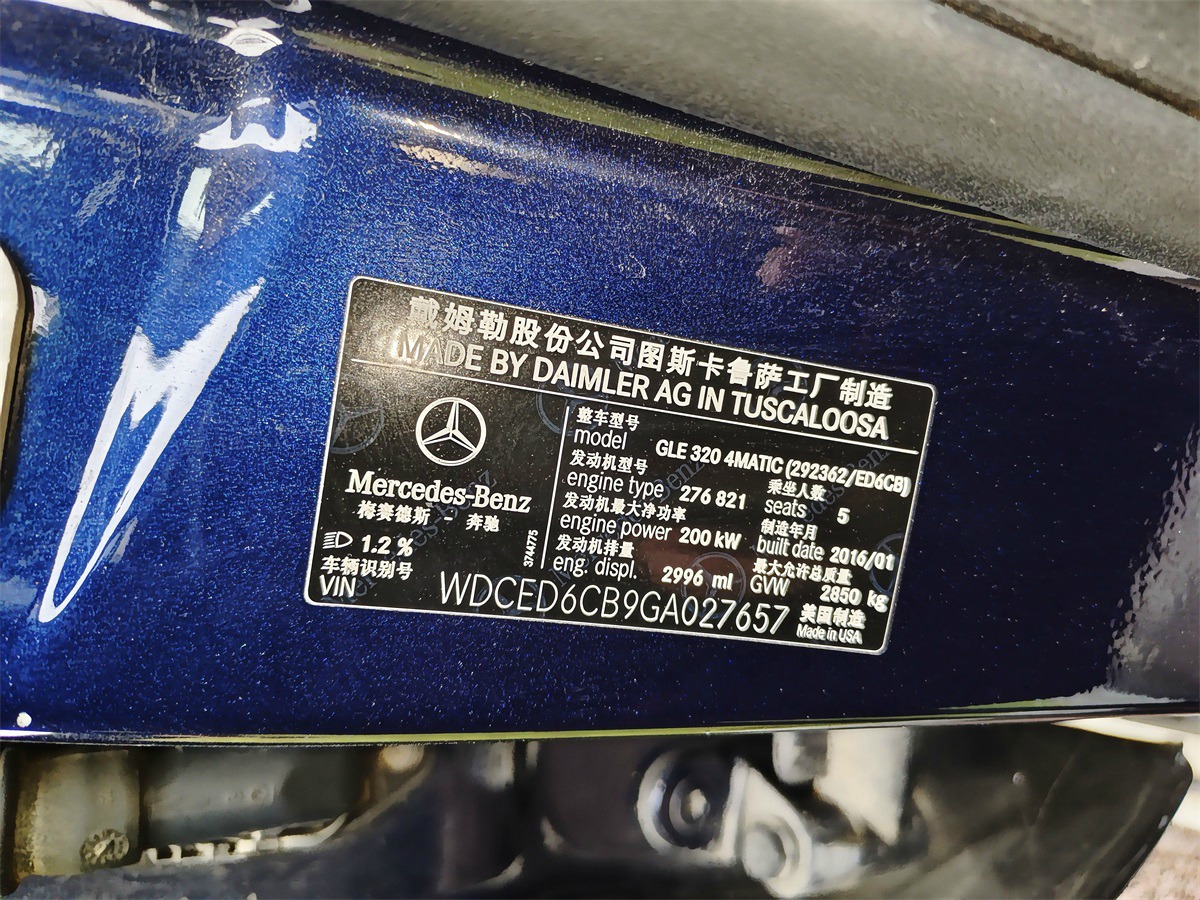 戴姆勒股份公司图斯卡鲁萨工厂制造
MADE BY DAIMLER AG IN TUSCALOOSA
Mercedes-Benz
梅赛德斯 - 奔驰
1.2 %
3744775
整车型号
model GLE 320 4MATIC (292362/ED6CB)
发动机型号
engine type 276 821
乘坐人数
seats 5
发动机最大净功率
engine power 200 kW
制造年月
built date 2016/01
发动机排量
eng. displ. 2996 ml
最大允许总质量
GVW 2850 kg
车辆识别号
VIN WDCED6CB9GA027657
美国制造
Made in USA